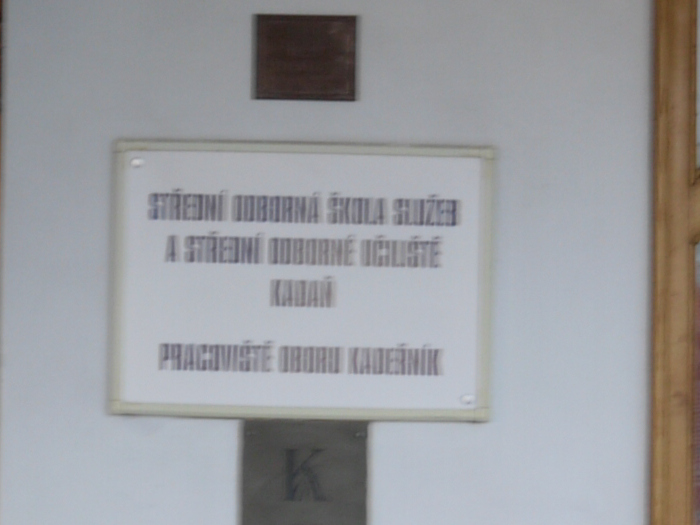 STŘEDNÍ ODBORNÁ ŠKOLA SLUŽEB
A STŘEDNÍ ODBORNÉ UČILIŠTĚ
KADAŇ
PRACOVIŠTĚ OBORU KADEŘNÍK
K